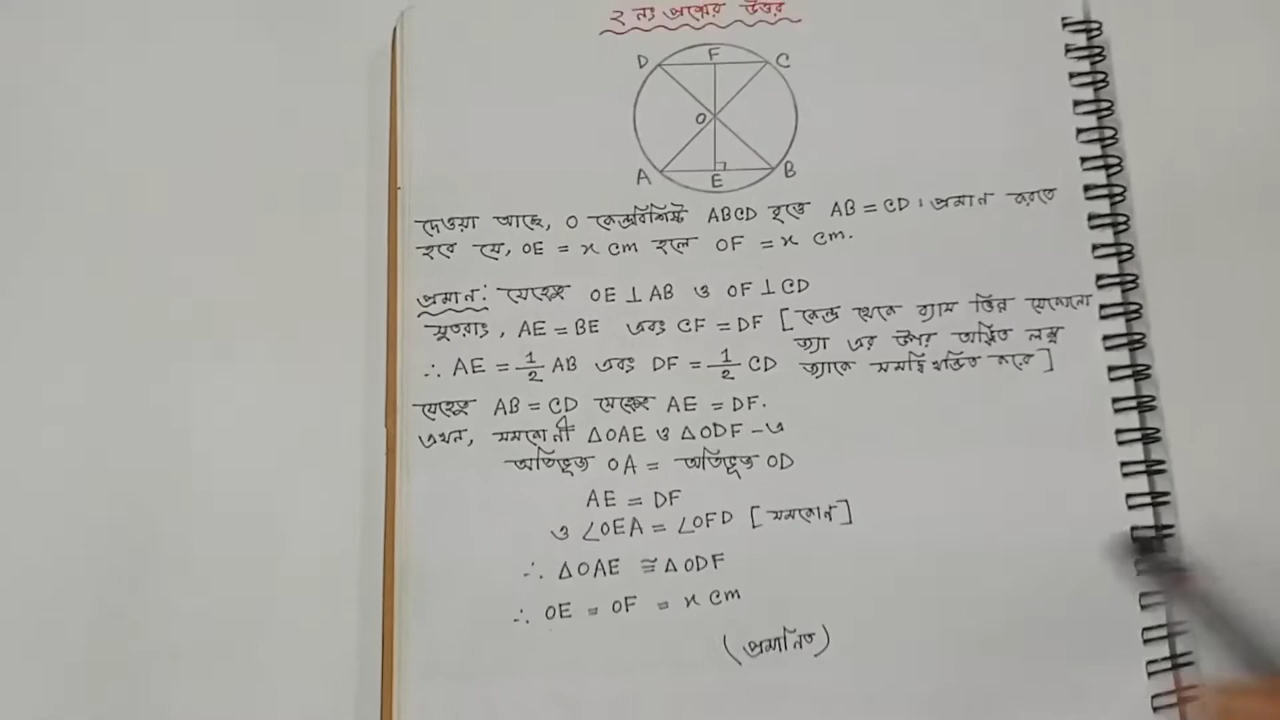 ২ নং প্রশ্নের উত্তর
D F C
O
A E B
দেওয়া আছে, O কেন্দ্রবিশিষ্ট ABCD বৃত্তে AB = CD। প্রমাণ করতে
হবে যে, OE = x cm হলে OF = x cm.
প্রমাণ: যেহেতু OE ⊥ AB ও OF ⊥ CD
সুতরাং, AE = BE এবং CF = DF [কেন্দ্র থেকে ব্যাস ভিন্ন যেকোনো
জ্যা এর উপর অঙ্কিত লম্ব
∴ AE = 1/2 AB এবং DF = 1/2 CD জ্যাকে সমদ্বিখণ্ডিত করে]
যেহেতু AB = CD সেহেতু AE = DF.
এখন, সমকোণী ΔOAE ও ΔODF - এ
অতিভুজ OA = অতিভুজ OD
AE = DF
ও ∠OEA = ∠OFD [সমকোণ]
∴ ΔOAE ≅ ΔODF
∴ OE = OF = x cm
(প্রমাণিত)